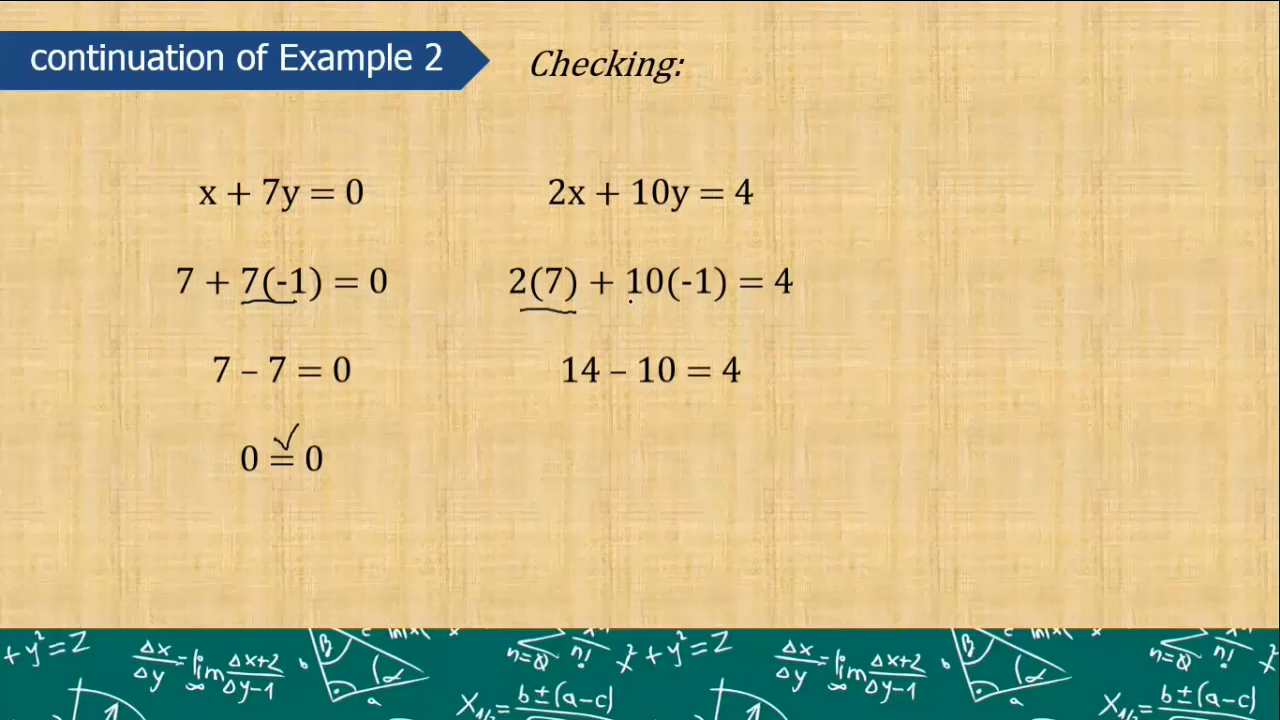 continuation of Example 2
Checking:
x + 7y = 0
7 + 7(-1) = 0
7 – 7 = 0
0 = 0
2x + 10y = 4
2(7) + 10(-1) = 4
14 – 10 = 4